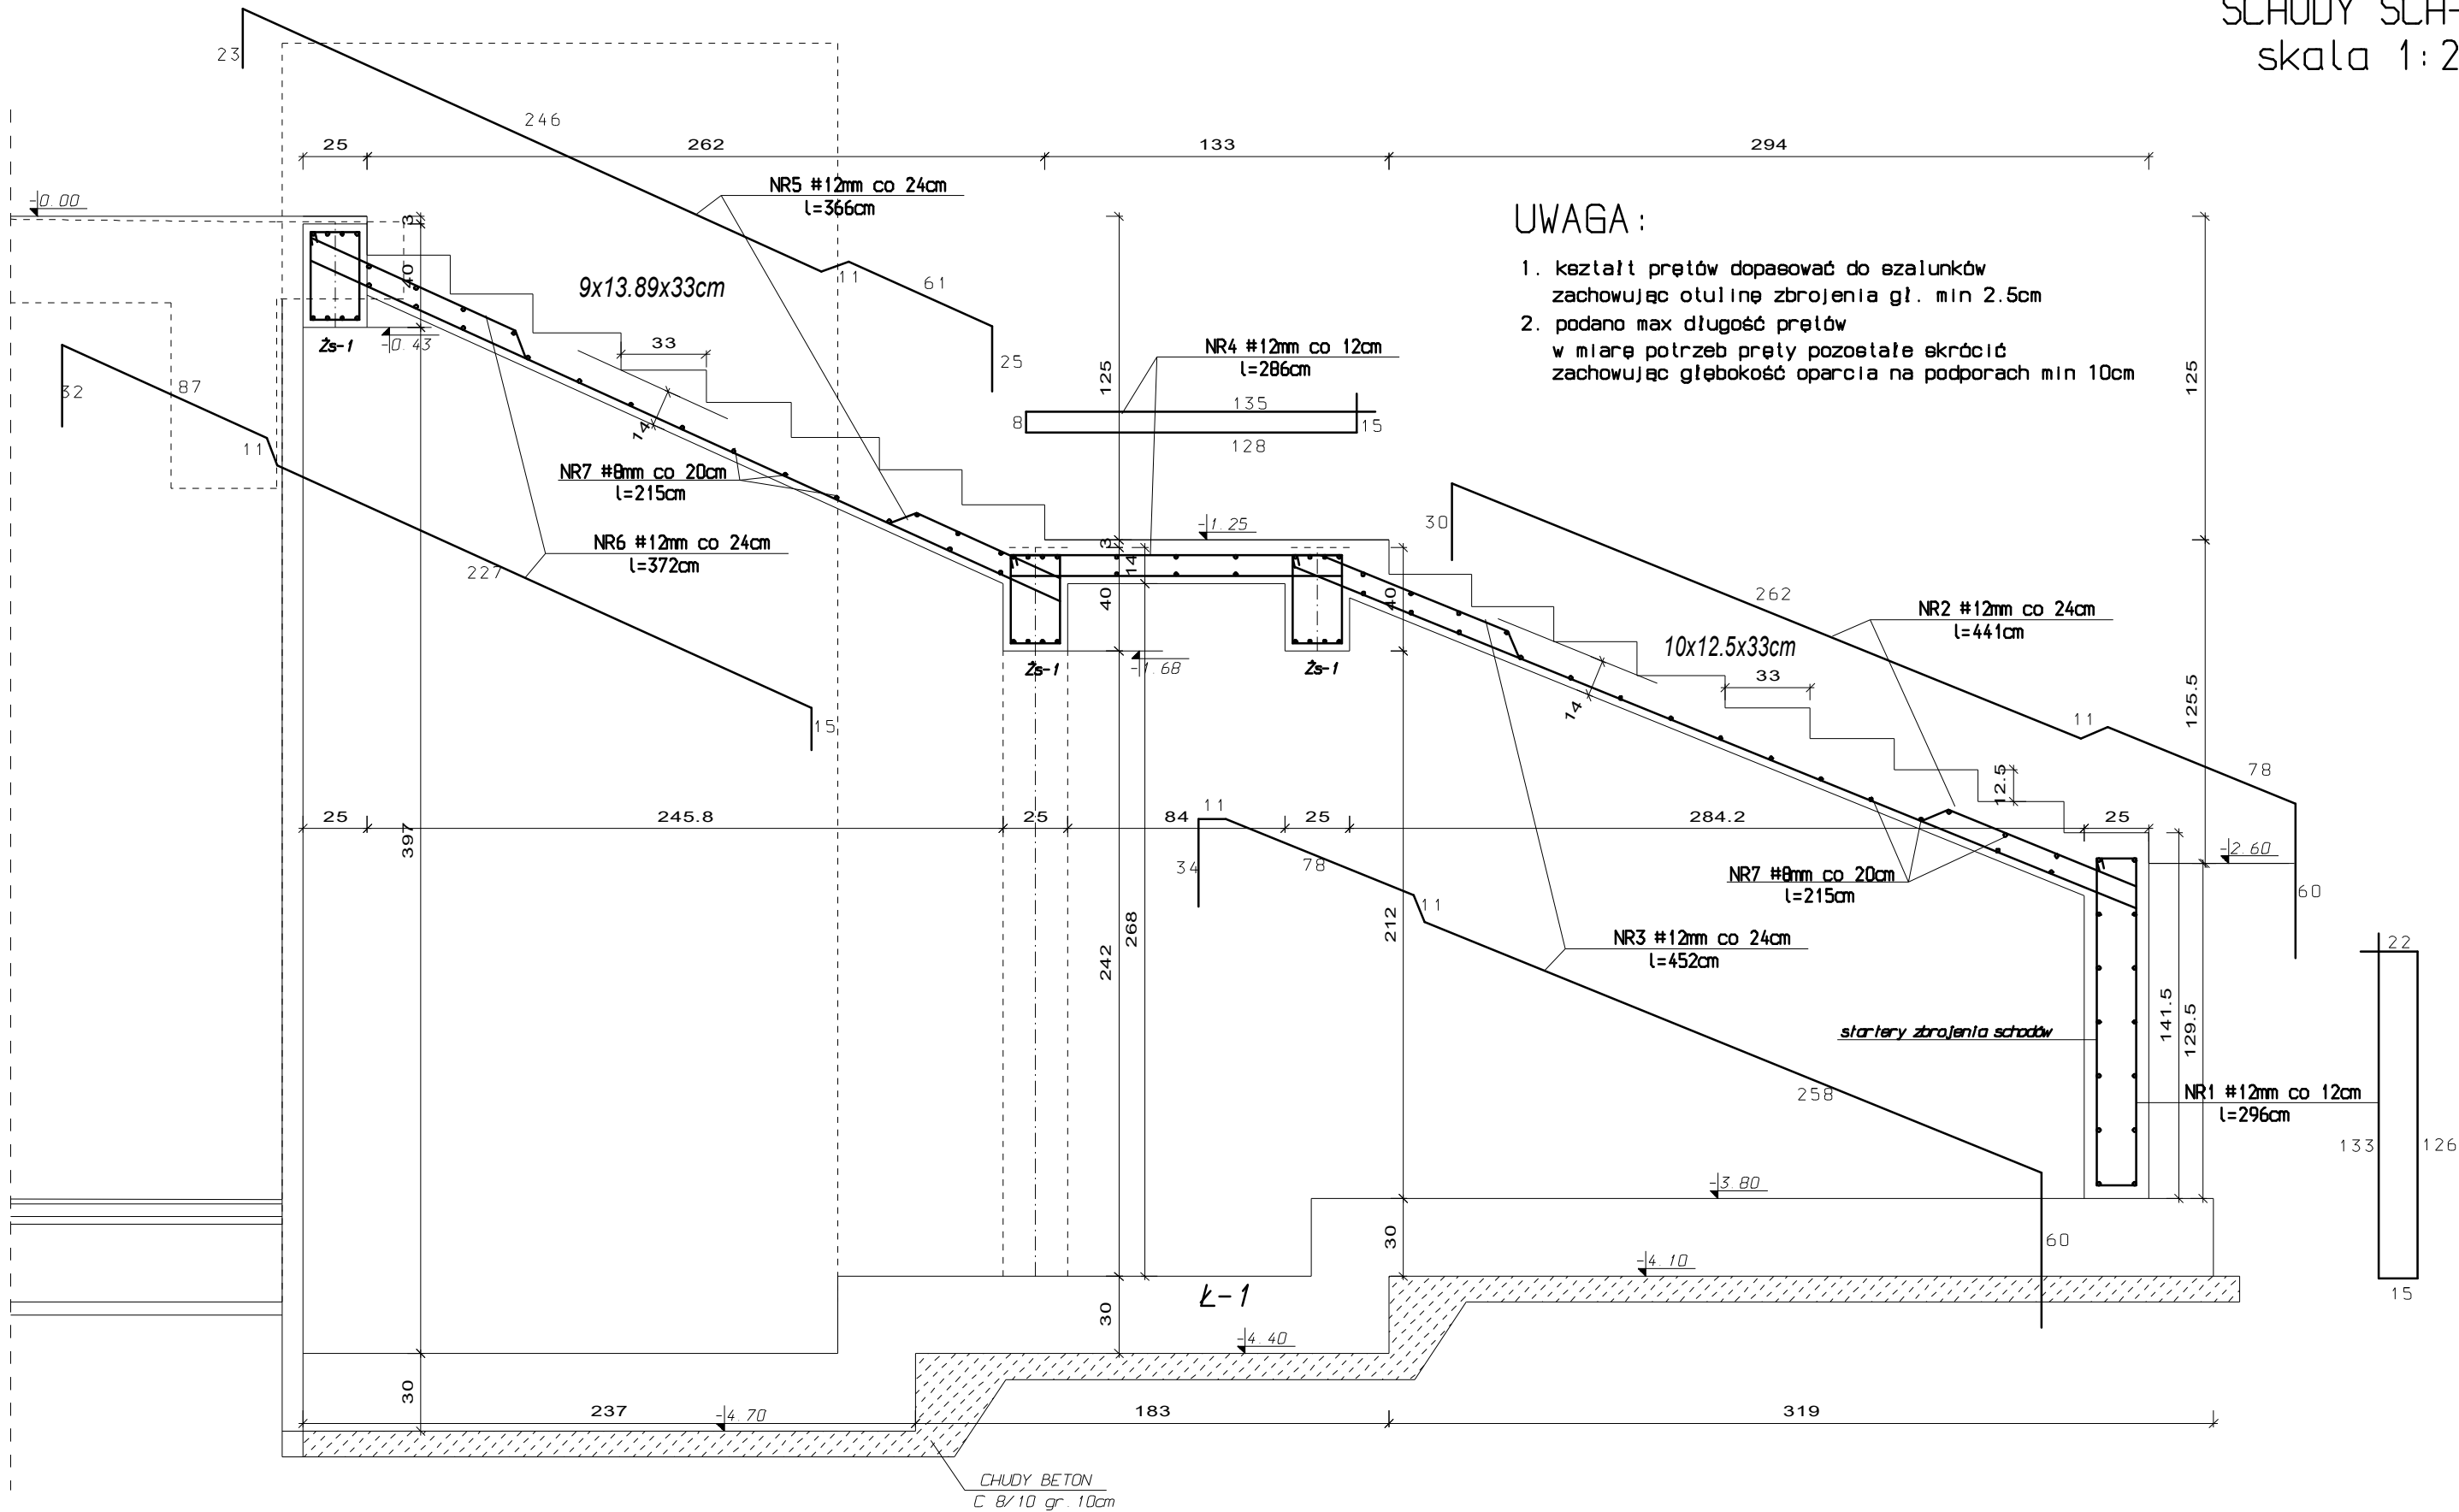 SCHODY SCH-
skala 1:2
23
246
25
262
133
294
-0.00
NR5 #12mm co 24cm
l=366cm
UWAGA:
1. kształt prętów dopasować do szalunków
zachowując otulinę zbrojenia gł. min 2.5cm
2. podano max długość prętów
w miarę potrzeb pręty pozostałe skrócić
zachowując głębokość oparcia na podporach min 10cm
3
40
9x13.89x33cm
11
61
25
Żs-1
-0.43
33
NR4 #12mm co 12cm
l=286cm
125
125
32
87
11
14
8
135
15
128
NR7 #8mm co 20cm
l=215cm
NR6 #12mm co 24cm
l=372cm
227
15
30
262
-1.25
3
14
40
40
NR2 #12mm co 24cm
l=441cm
10x12.5x33cm
33
14
Żs-1
-1.68
Żs-1
125.5
11
78
12.5
25
245.8
25
84
25
284.2
25
397
11
34
78
11
-2.60
60
NR7 #8mm co 20cm
l=215cm
242
268
212
NR3 #12mm co 24cm
l=452cm
22
startery zbrojenia schodów
141.5
129.5
NR1 #12mm co 12cm
l=296cm
133
126
15
258
-3.80
60
30
-4.10
Ł-1
30
-4.40
30
237
-4.70
183
319
CHUDY BETON
C 8/10 gr. 10cm